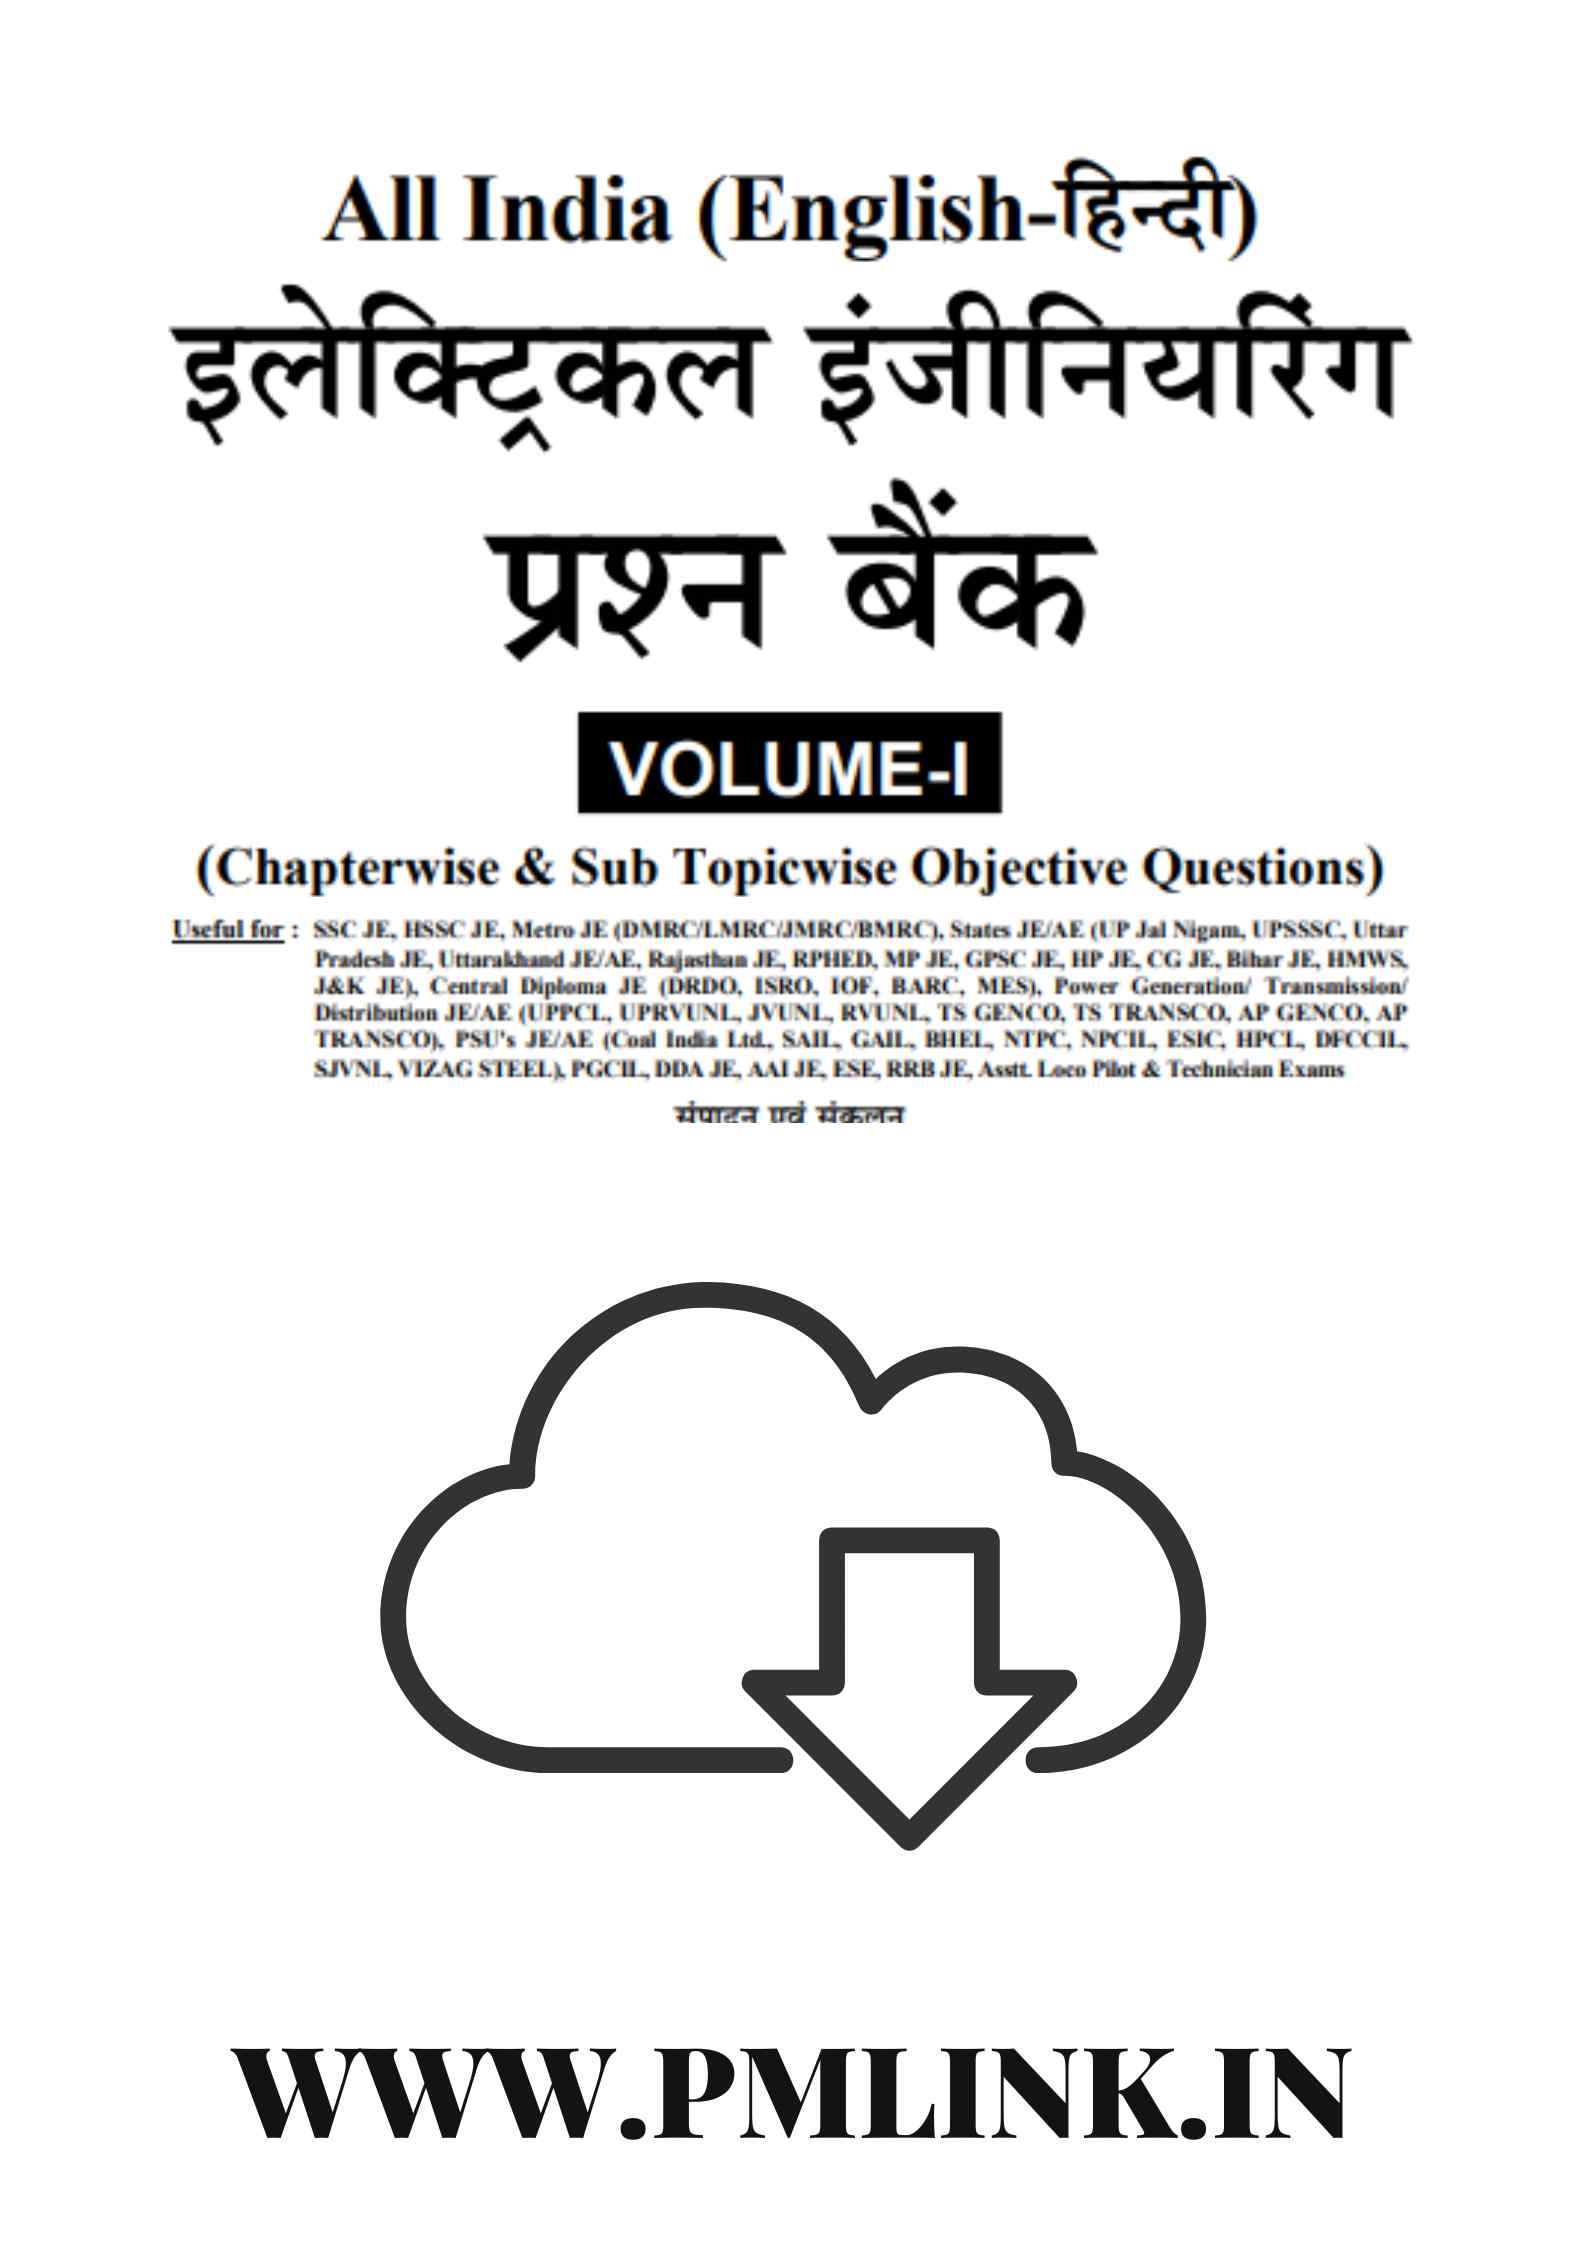 All India (English-हिन्दी)
इलेक्ट्रिकल इंजीनियरिंग
प्रश्न बैंक
VOLUME-I
(Chapterwise & Sub Topicwise Objective Questions)
Useful for : SSC JE, HSSC JE, Metro JE (DMRC/LMRC/JMRC/BMRC), States JE/AE (UP Jal Nigam, UPSSSC, Uttar
Pradesh JE, Uttarakhand JE/AE, Rajasthan JE, RPHED, MP JE, GPSC JE, HP JE, CG JE, Bihar JE, HMWS,
J&K JE), Central Diploma JE (DRDO, ISRO, IOF, BARC, MES), Power Generation/ Transmission/
Distribution JE/AE (UPPCL, UPRVUNL, JVUNL, RVUNL, TS GENCO, TS TRANSCO, AP GENCO, AP
TRANSCO), PSU's JE/AE (Coal India Ltd., SAIL, GAIL, BHEL, NTPC, NPCIL, ESIC, HPCL, DFCCIL,
SJVNL, VIZAG STEEL), PGCIL, DDA JE, AAI JE, ESE, RRB JE, Asstt. Loco Pilot & Technician Exams
संपादन एवं संकलन
WWW.PMLINK.IN